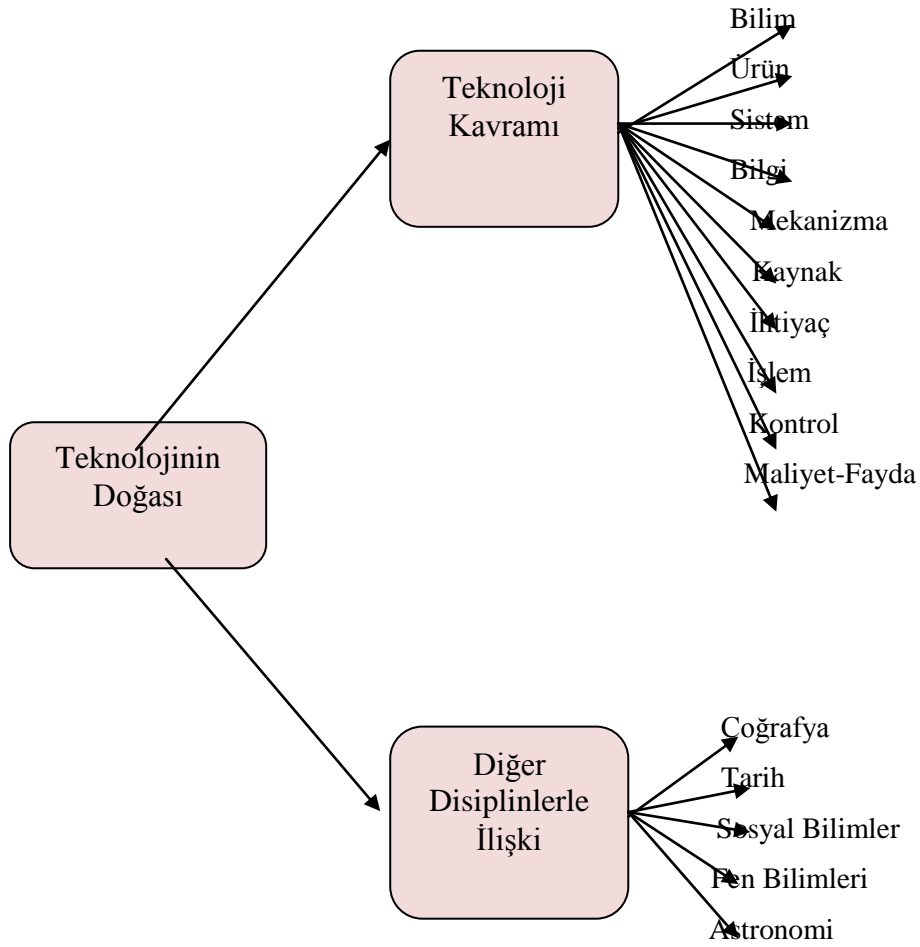 Bilim
Ürün
Sistem
Bilgi
Mekanizma
Kaynak
İhtiyaç
İşlem
Kontrol
Maliyet-Fayda
Teknoloji
Kavramı
Teknolojinin
Doğası
Diğer
Disiplinlerle
İlişki
Coğrafya
Tarih
Sosyal Bilimler
Fen Bilimleri
Astronomi